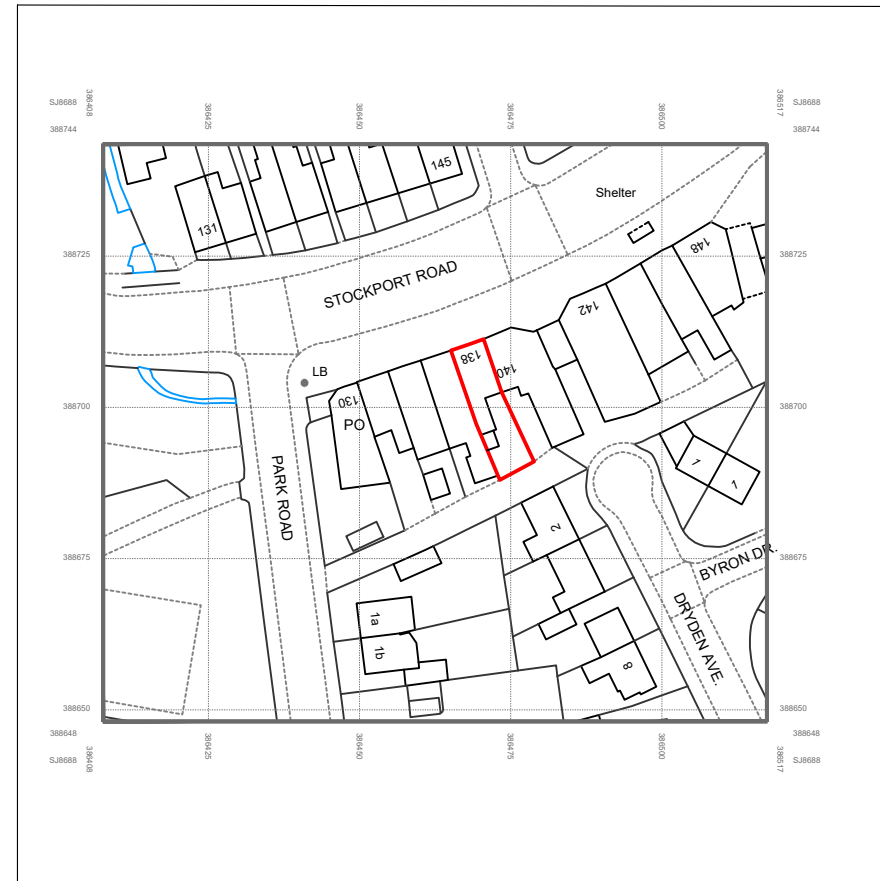 386408
386517
SJ8688
SJ8688
388744
388744
386425
386450
386475
386500
145
131
Shelter
148
388725
388725
STOCKPORT ROAD
142
138
140
LB
130
PO
388700
388700
PARK ROAD
1
1
2
388675
388675
BYRON DR.
DRYDEN AVE.
1a
1b
8
388650
388650
388648
388648
386425
386450
386475
386500
SJ8688
SJ8688
386408
386517